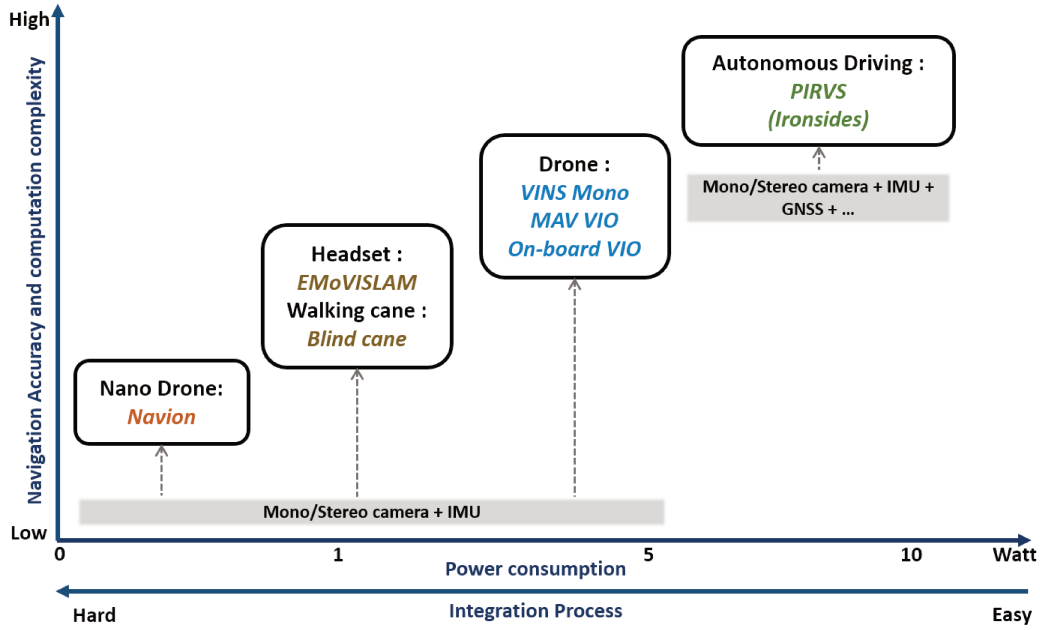 High
Navigation Accuracy and computation complexity
Autonomous Driving :
PIRVS
(Ironsides)
Mono/Stereo camera + IMU +
GNSS + ...
Drone :
VINS Mono
MAV VIO
On-board VIO
Headset :
EMoVISLAM
Walking cane :
Blind cane
Nano Drone:
Navion
Mono/Stereo camera + IMU
Low
0 1 5 10 Watt
Power consumption
Hard Integration Process Easy